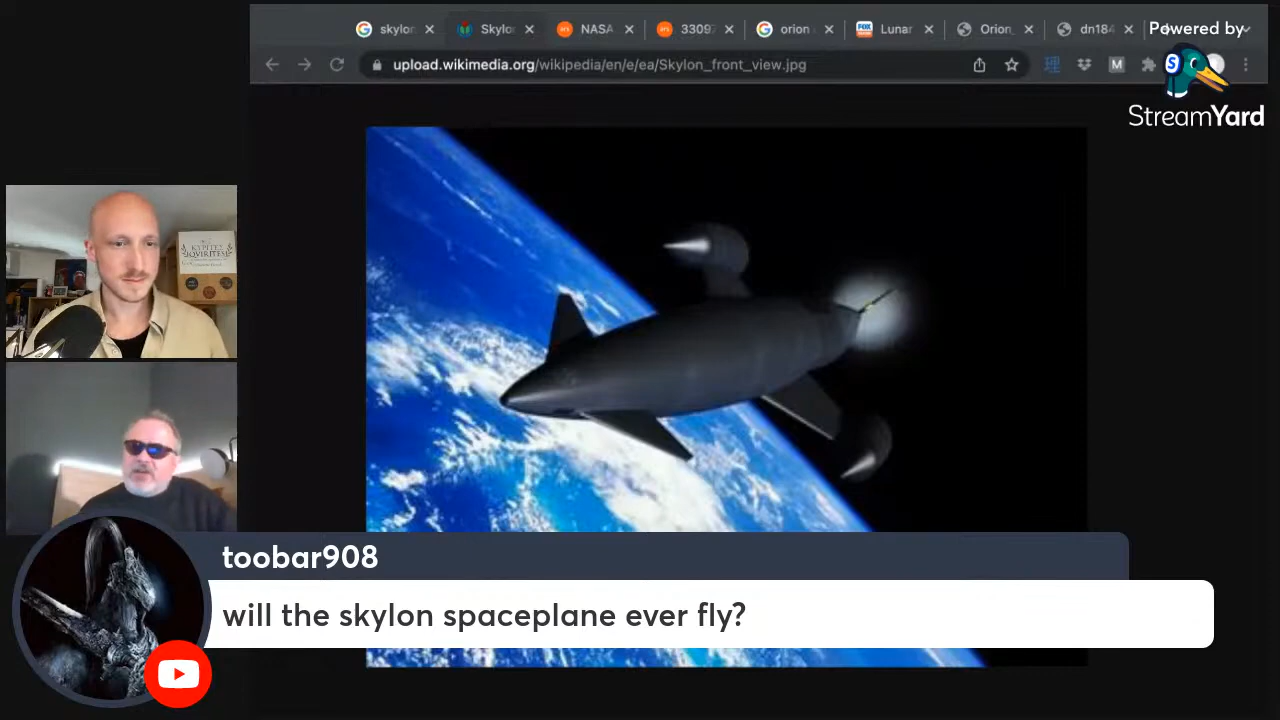 skylon
Skylon
NASA
3309
orion
Lunar
Orion_
dn184
Powered by
upload.wikimedia.org/wikipedia/en/e/ea/Skylon_front_view.jpg
M
S
StreamYard
toobar908
will the skylon spaceplane ever fly?